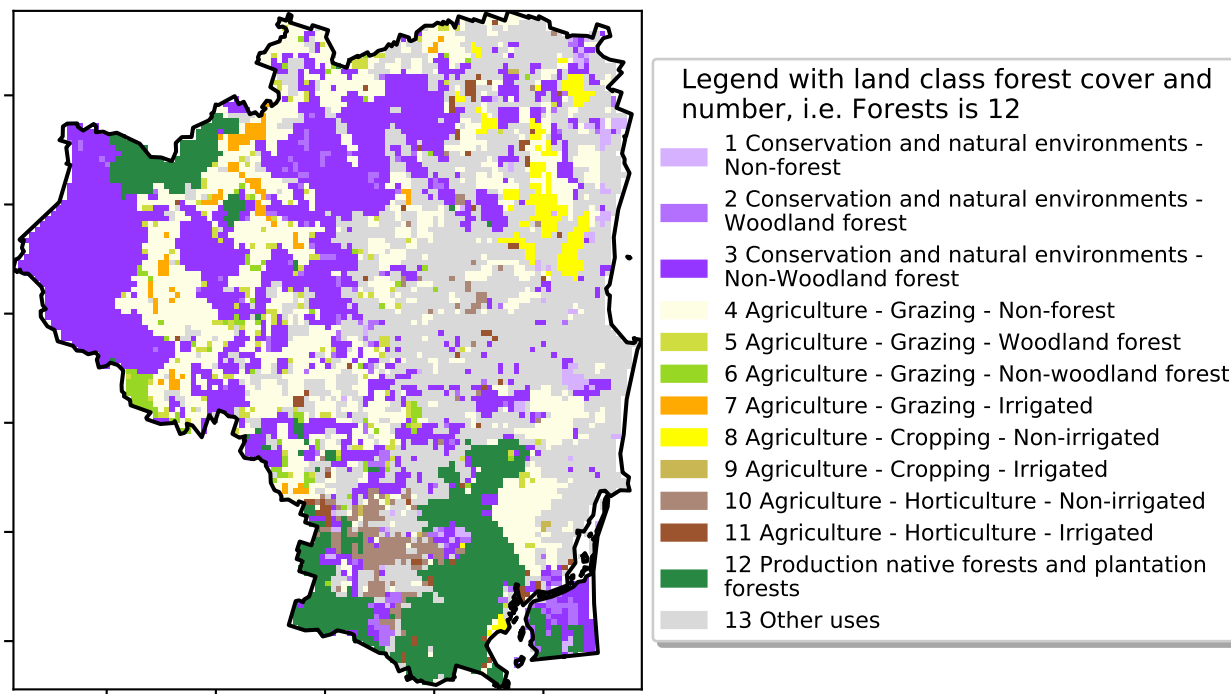 Legend with land class forest cover and
number, i.e. Forests is 12
1 Conservation and natural environments -
Non-forest
2 Conservation and natural environments -
Woodland forest
3 Conservation and natural environments -
Non-Woodland forest
4 Agriculture - Grazing - Non-forest
5 Agriculture - Grazing - Woodland forest
6 Agriculture - Grazing - Non-woodland forest
7 Agriculture - Grazing - Irrigated
8 Agriculture - Cropping - Non-irrigated
9 Agriculture - Cropping - Irrigated
10 Agriculture - Horticulture - Non-irrigated
11 Agriculture - Horticulture - Irrigated
12 Production native forests and plantation
forests
13 Other uses